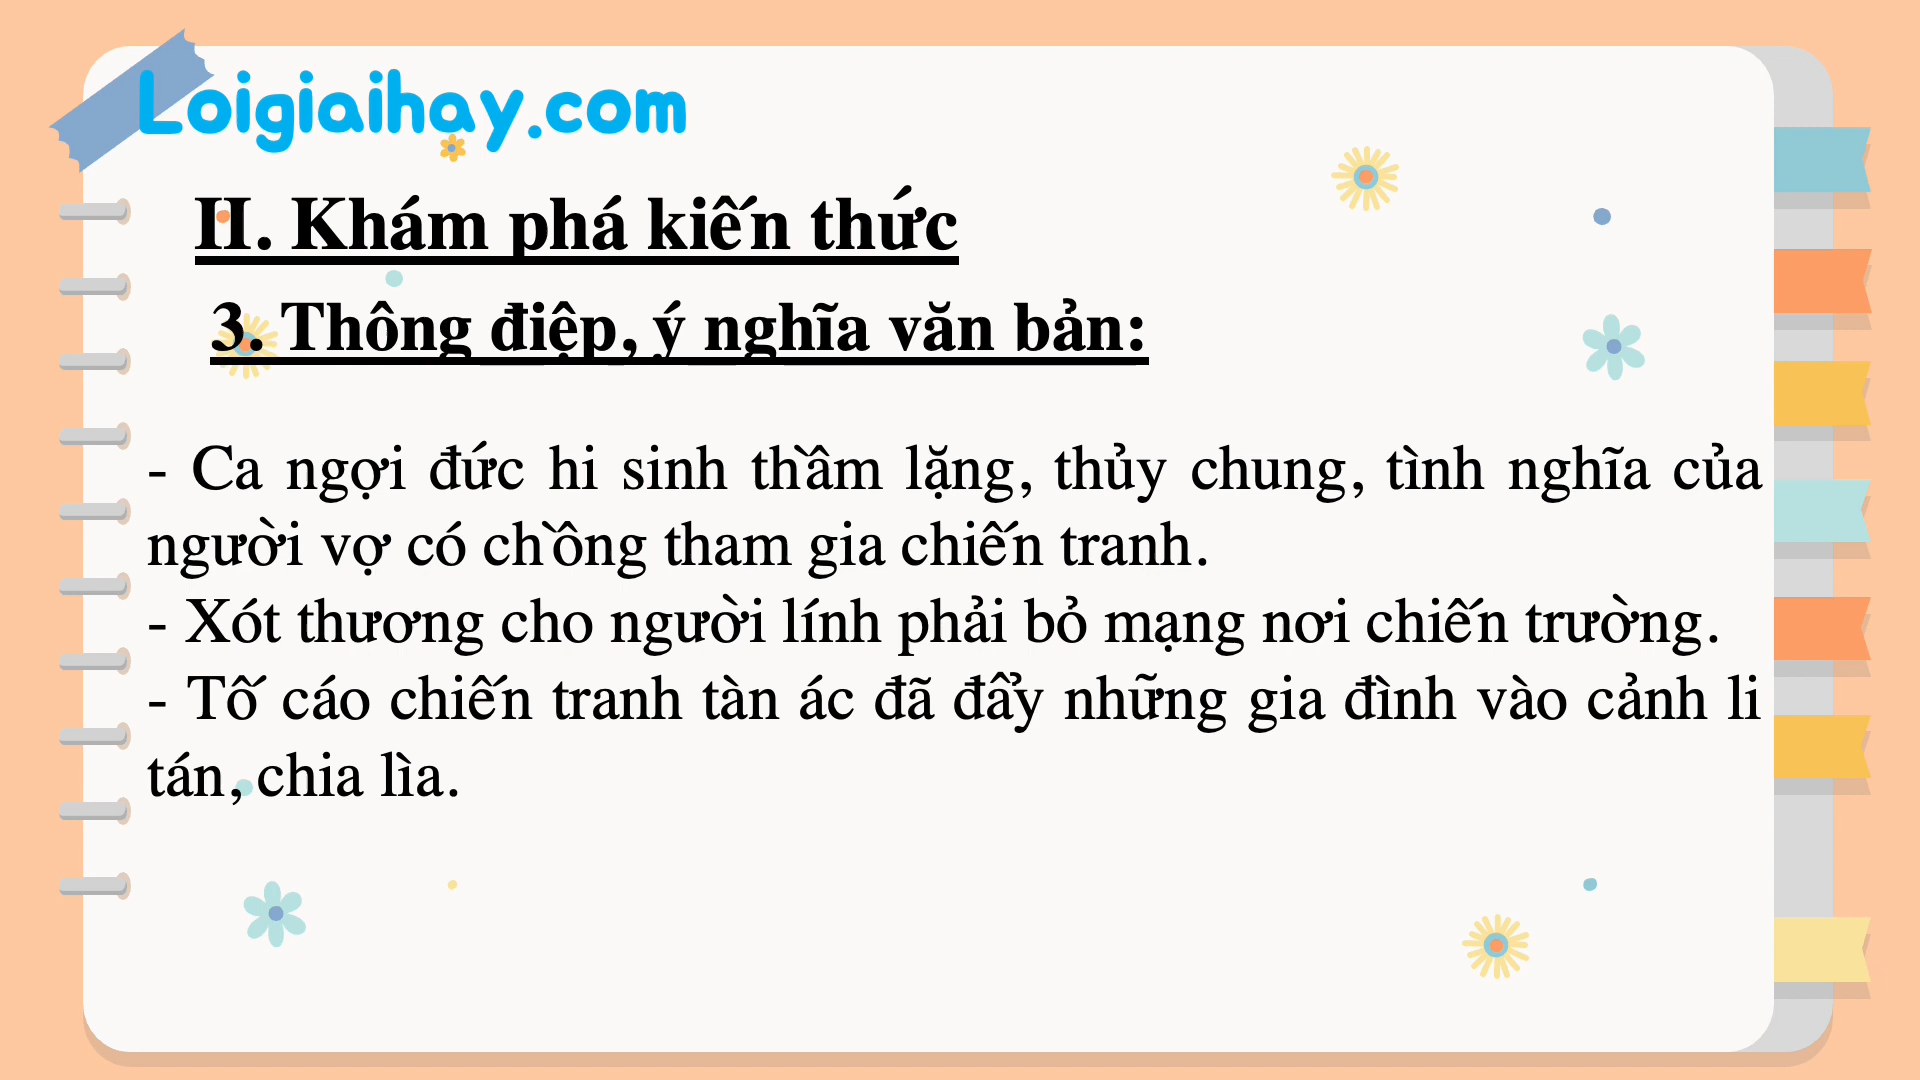 Loigiaihay.com
II. Khám phá kiến thức
3. Thông điệp, ý nghĩa văn bản:
- Ca ngợi đức hi sinh thầm lặng, thủy chung, tình nghĩa của
người vợ có chồng tham gia chiến tranh.
- Xót thương cho người lính phải bỏ mạng nơi chiến trường.
- Tố cáo chiến tranh tàn ác đã đẩy những gia đình vào cảnh li
tán, chia lìa.